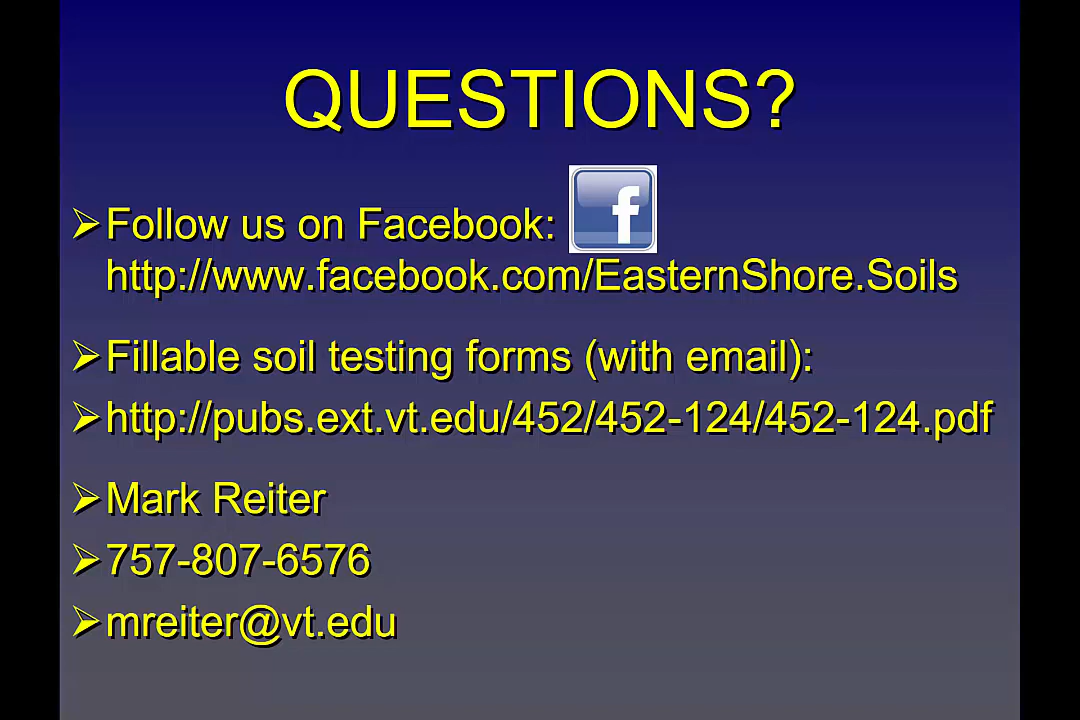 QUESTIONS?
➢Follow us on Facebook:
http://www.facebook.com/EasternShore.Soils
➢Fillable soil testing forms (with email):
➢http://pubs.ext.vt.edu/452/452-124/452-124.pdf
➢Mark Reiter
➢757-807-6576
➢mreiter@vt.edu